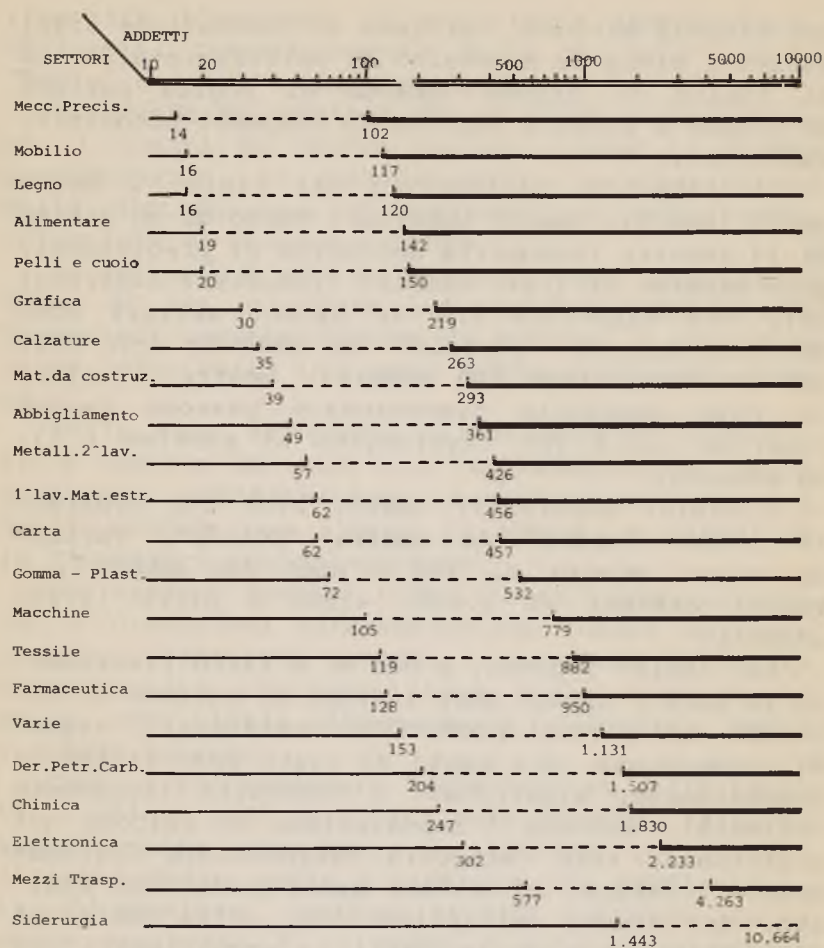 ADDETTI
SETTORI 10 20 100 500 1000 5000 10000
Mecc.Precis.
14 102
Mobilio
16 117
Legno
16 120
Alimentare
19 142
Pelli e cuoio
20 150
Grafica
30 219
Calzature
35 263
Mat.da costruz.
39 293
Abbigliamento
49 361
Metall.2^lav.
57 426
1^lav.Mat.estr.
62 456
Carta
62 457
Gomma - Plast.
72 532
Macchine
105 779
Tessile
119 882
Farmaceutica
128 950
Varie
153 1.131
Der.Petr.Carb.
204 1.507
Chimica
247 1.830
Elettronica
302 2.233
Mezzi Trasp.
577 4.263
Siderurgia
1.443 10.664